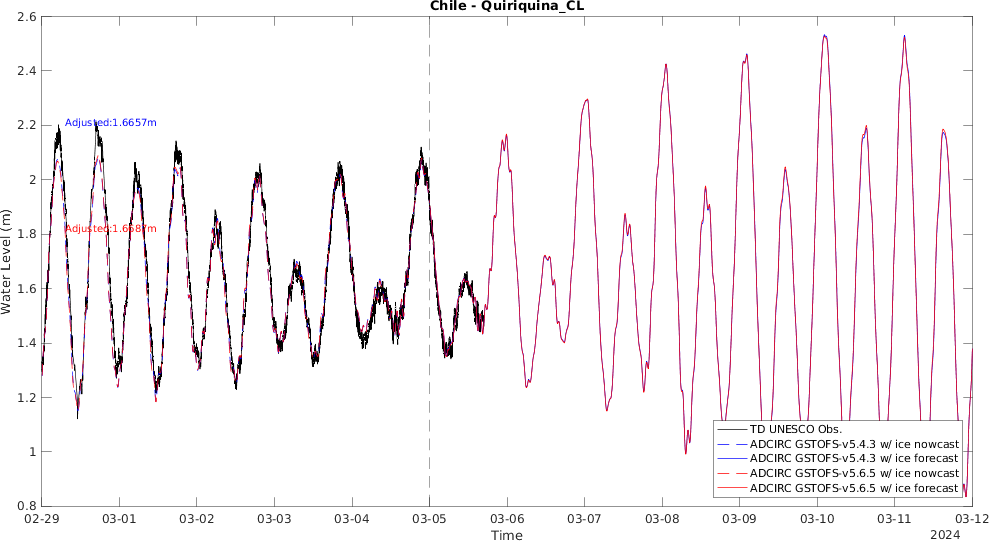 Chile - Quiriquina_CL
2.6
2.4
2.2
2
1.8
1.6
1.4
1.2
1
0.8
Water Level (m)
Adjusted:1.6657m
Adjusted:1.6587m
TD UNESCO Obs.
ADCIRC GSTOFS-v5.4.3 w/ ice nowcast
ADCIRC GSTOFS-v5.4.3 w/ ice forecast
ADCIRC GSTOFS-v5.6.5 w/ ice nowcast
ADCIRC GSTOFS-v5.6.5 w/ ice forecast
02-29 03-01 03-02 03-03 03-04 03-05 03-06 03-07 03-08 03-09 03-10 03-11 03-12
Time
2024